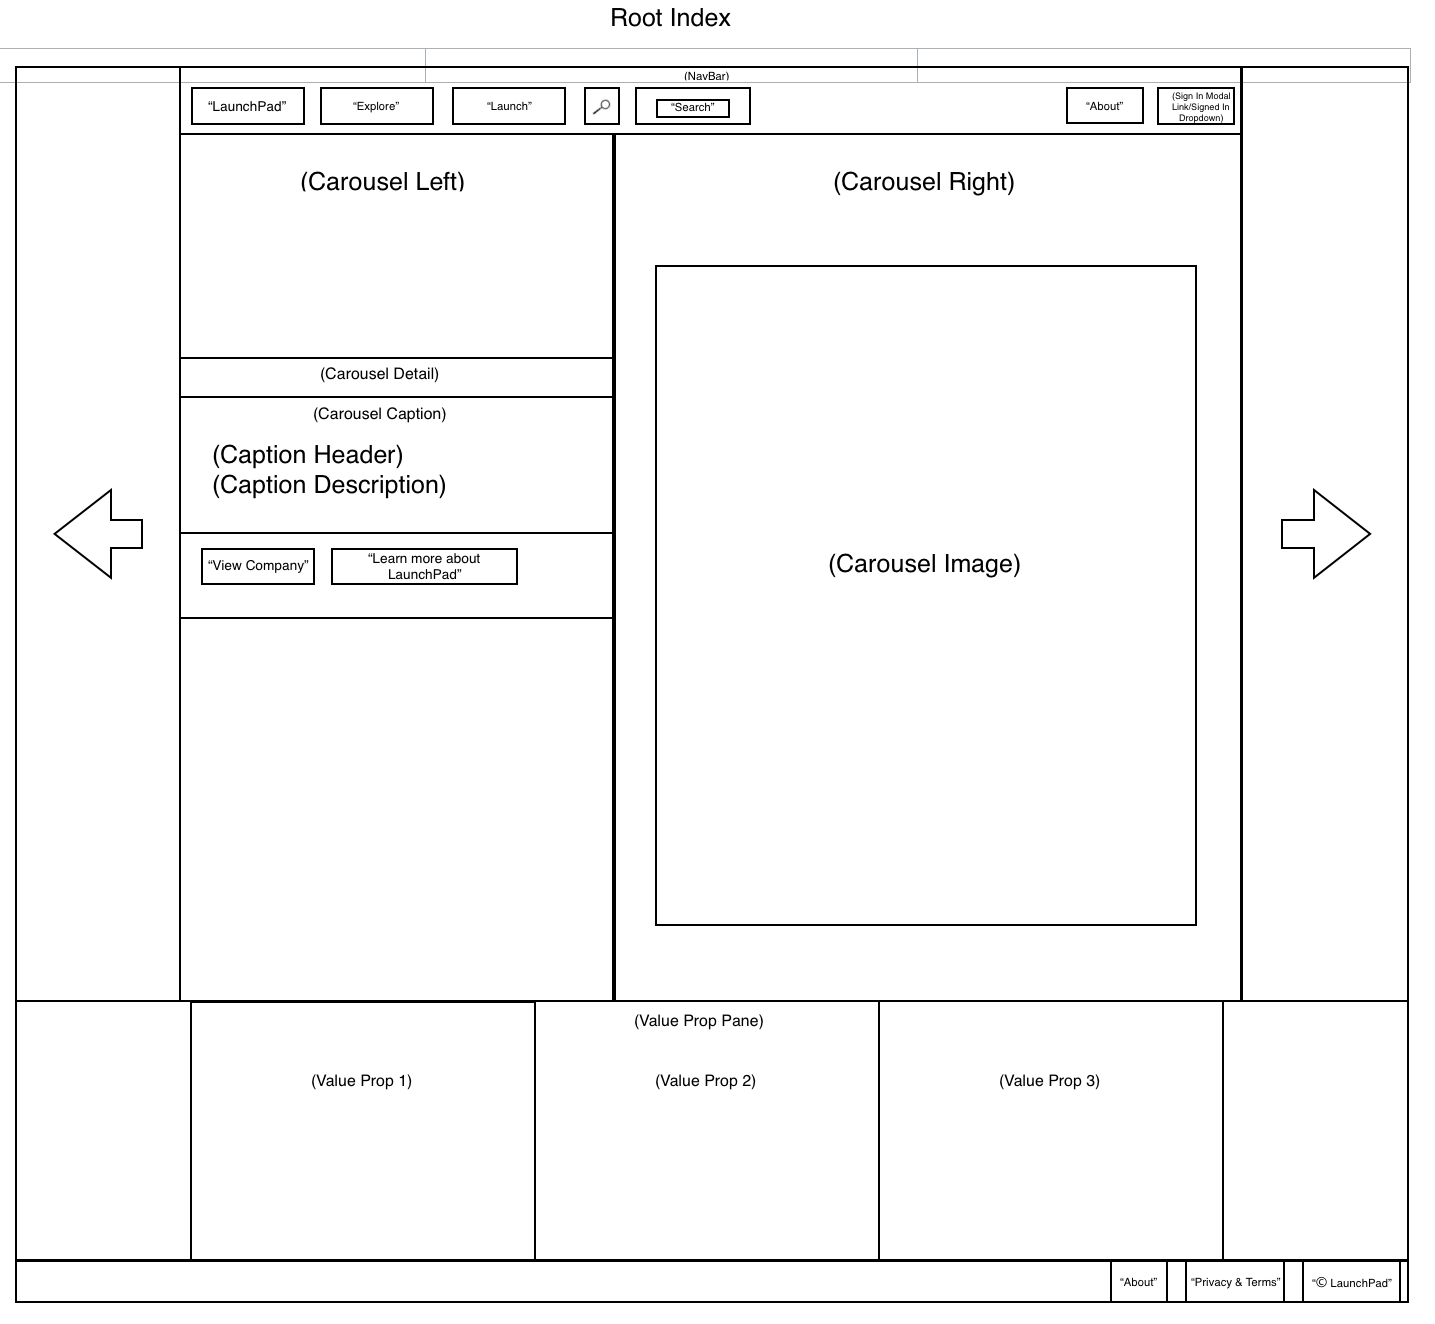 Root Index
(NavBar)
“LaunchPad”
“Explore”
“Launch”
“Search”
“About”
(Sign In Modal
Link/Signed In
Dropdown)
(Carousel Left)
(Carousel Right)
(Carousel Detail)
(Carousel Caption)
(Caption Header)
(Caption Description)
“View Company”
“Learn more about
LaunchPad”
(Carousel Image)
(Value Prop Pane)
(Value Prop 1)
(Value Prop 2)
(Value Prop 3)
“About”
“Privacy & Terms”
“© LaunchPad”